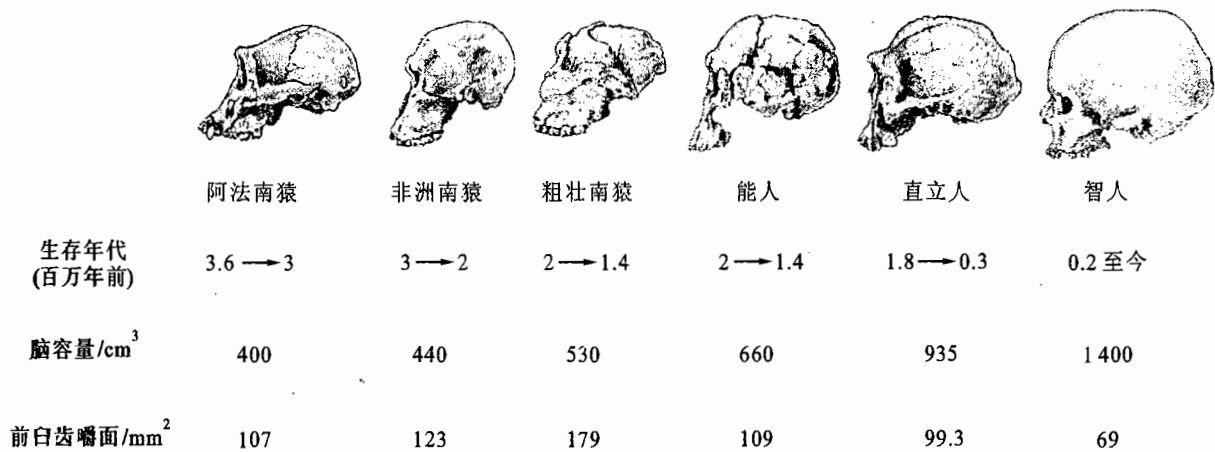 阿法南猿 非洲南猿 粗壮南猿 能人 直立人 智人
生存年代
(百万年前) 3.6→3 3→2 2→1.4 2→1.4 1.8→0.3 0.2 至今
脑容量/cm³ 400 440 530 660 935 1 400
前臼齿嚼面/mm² 107 123 179 109 99.3 69